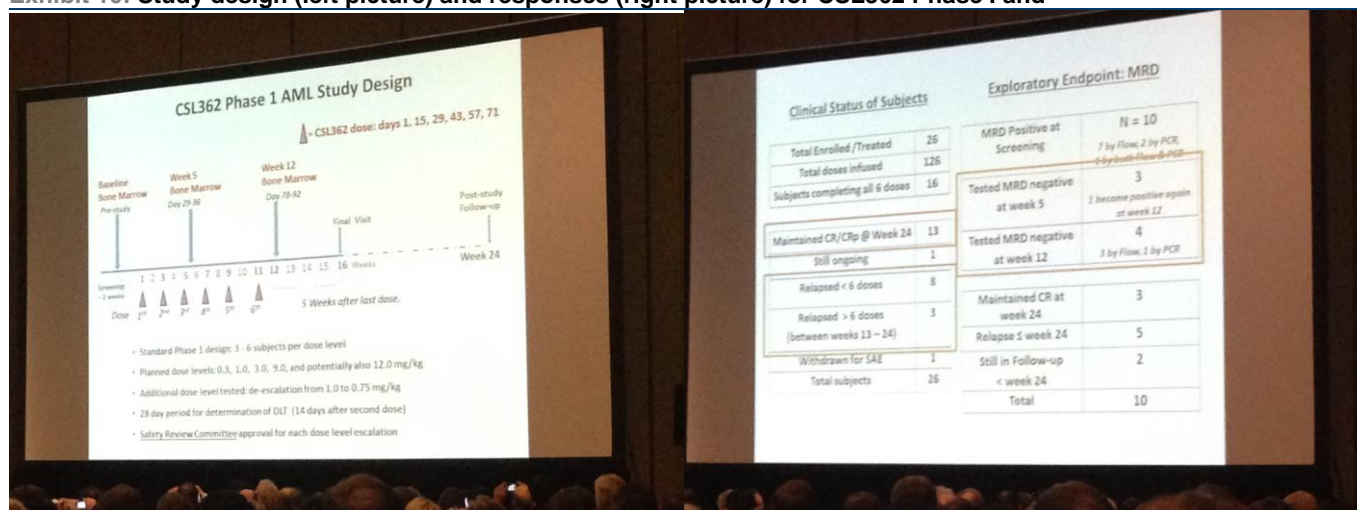 Study design (left picture) and responses (right picture) for CSL362 Phase I and
CSL362 Phase 1 AML Study Design
= CSL362 dose: days 1, 15, 29, 43, 57, 71
Baseline
Bone Marrow
Pre-study
Week 5
Bone Marrow
Day 29-36
Week 12
Bone Marrow
Day 78-92
Final Visit
Post-study
Follow-up
Week 24
1 2 3 4 5 6 7 8 9 10 11 12 13 14 15 16 Weeks
Screening:
Dose 1st 2nd 3rd 4th 5th 6th
5 Weeks after last dose.
• Standard Phase 1 design: 3 - 6 subjects per dose level
• Planned dose levels: 0.3, 1.0, 3.0, 9.0, and potentially also 12.0 mg/kg
• Additional dose level tested: de-escalation from 1.0 to 0.75 mg/kg
• 28 day period for determination of DLT (14 days after second dose)
• Safety Review Committee approval for each dose level escalation
Clinical Status of Subjects
Total Enrolled /Treated 26
Total doses infused 126
Subjects completing all 6 doses 16
Maintained CR/CRp @ Week 24 13
Still ongoing 1
Relapsed < 6 doses 8
Relapsed > 6 doses 3
(between weeks 13 – 24)
Withdrawn for SAE 1
Total subjects 26
Exploratory Endpoint: MRD
MRD Positive at
Screening
N = 10
7 by Flow, 2 by PCR,
1 by both Flow & PCR
Tested MRD negative
at week 5
3
1 became positive again
at week 12
Tested MRD negative
at week 12
4
3 by Flow, 1 by PCR
Maintained CR at
week 24
3
Relapse ≤ week 24 5
Still in Follow-up
< week 24
2
Total 10